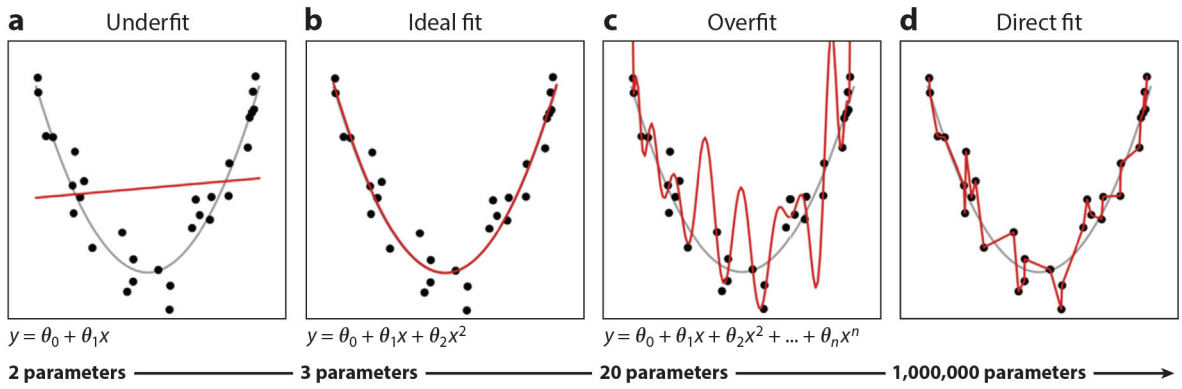 a Underfit
b Ideal fit
c Overfit
d Direct fit
y = θ₀ + θ₁x
y = θ₀ + θ₁x + θ₂x²
y = θ₀ + θ₁x + θ₂x² + ... + θₙxⁿ
2 parameters
3 parameters
20 parameters
1,000,000 parameters